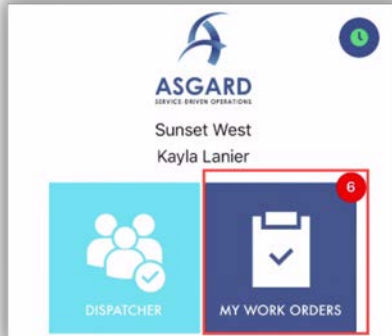 ASGARD
SERVICE-DRIVEN OPERATIONS
Sunset West
Kayla Lanier
6
DISPATCHER
MY WORK ORDERS